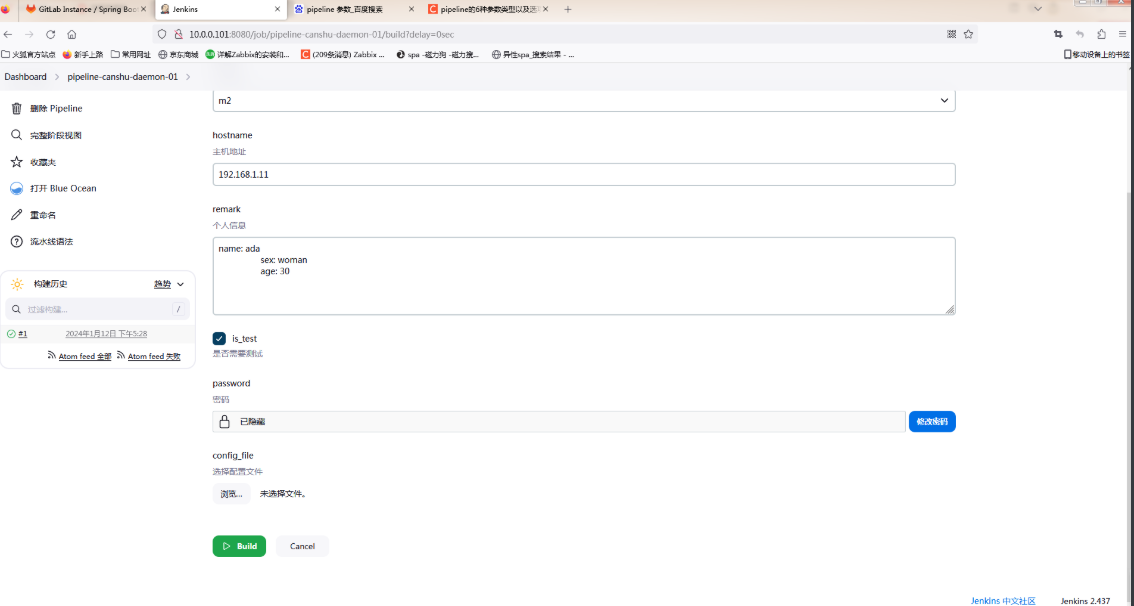 GitLab Instance / Spring Boo
Jenkins
pipeline 参数_百度搜索
pipeline的6种参数类型以及选
10.0.0.101:8080/job/pipeline-canshu-daemon-01/build?delay=0sec
火狐官方站点 新手上路 常用网址 京东商城 详解Zabbix的安装和... (209条消息) Zabbix ... spa -磁力狗 -磁力搜... 异性spa_搜索结果 - ... 移动设备上的书签
Dashboard pipeline-canshu-daemon-01
删除 Pipeline
完整阶段视图
收藏夹
打开 Blue Ocean
重命名
流水线语法
构建历史 趋势
过滤构建... /
#1 2024年1月12日 下午5:28
Atom feed 全部 Atom feed 失败
m2
hostname
主机地址
192.168.1.11
remark
个人信息
name: ada
sex: woman
age: 30
is_test
是否需要测试
password
密码
已隐藏 修改密码
config_file
选择配置文件
浏览... 未选择文件。
Build Cancel
Jenkins 中文社区 Jenkins 2.437